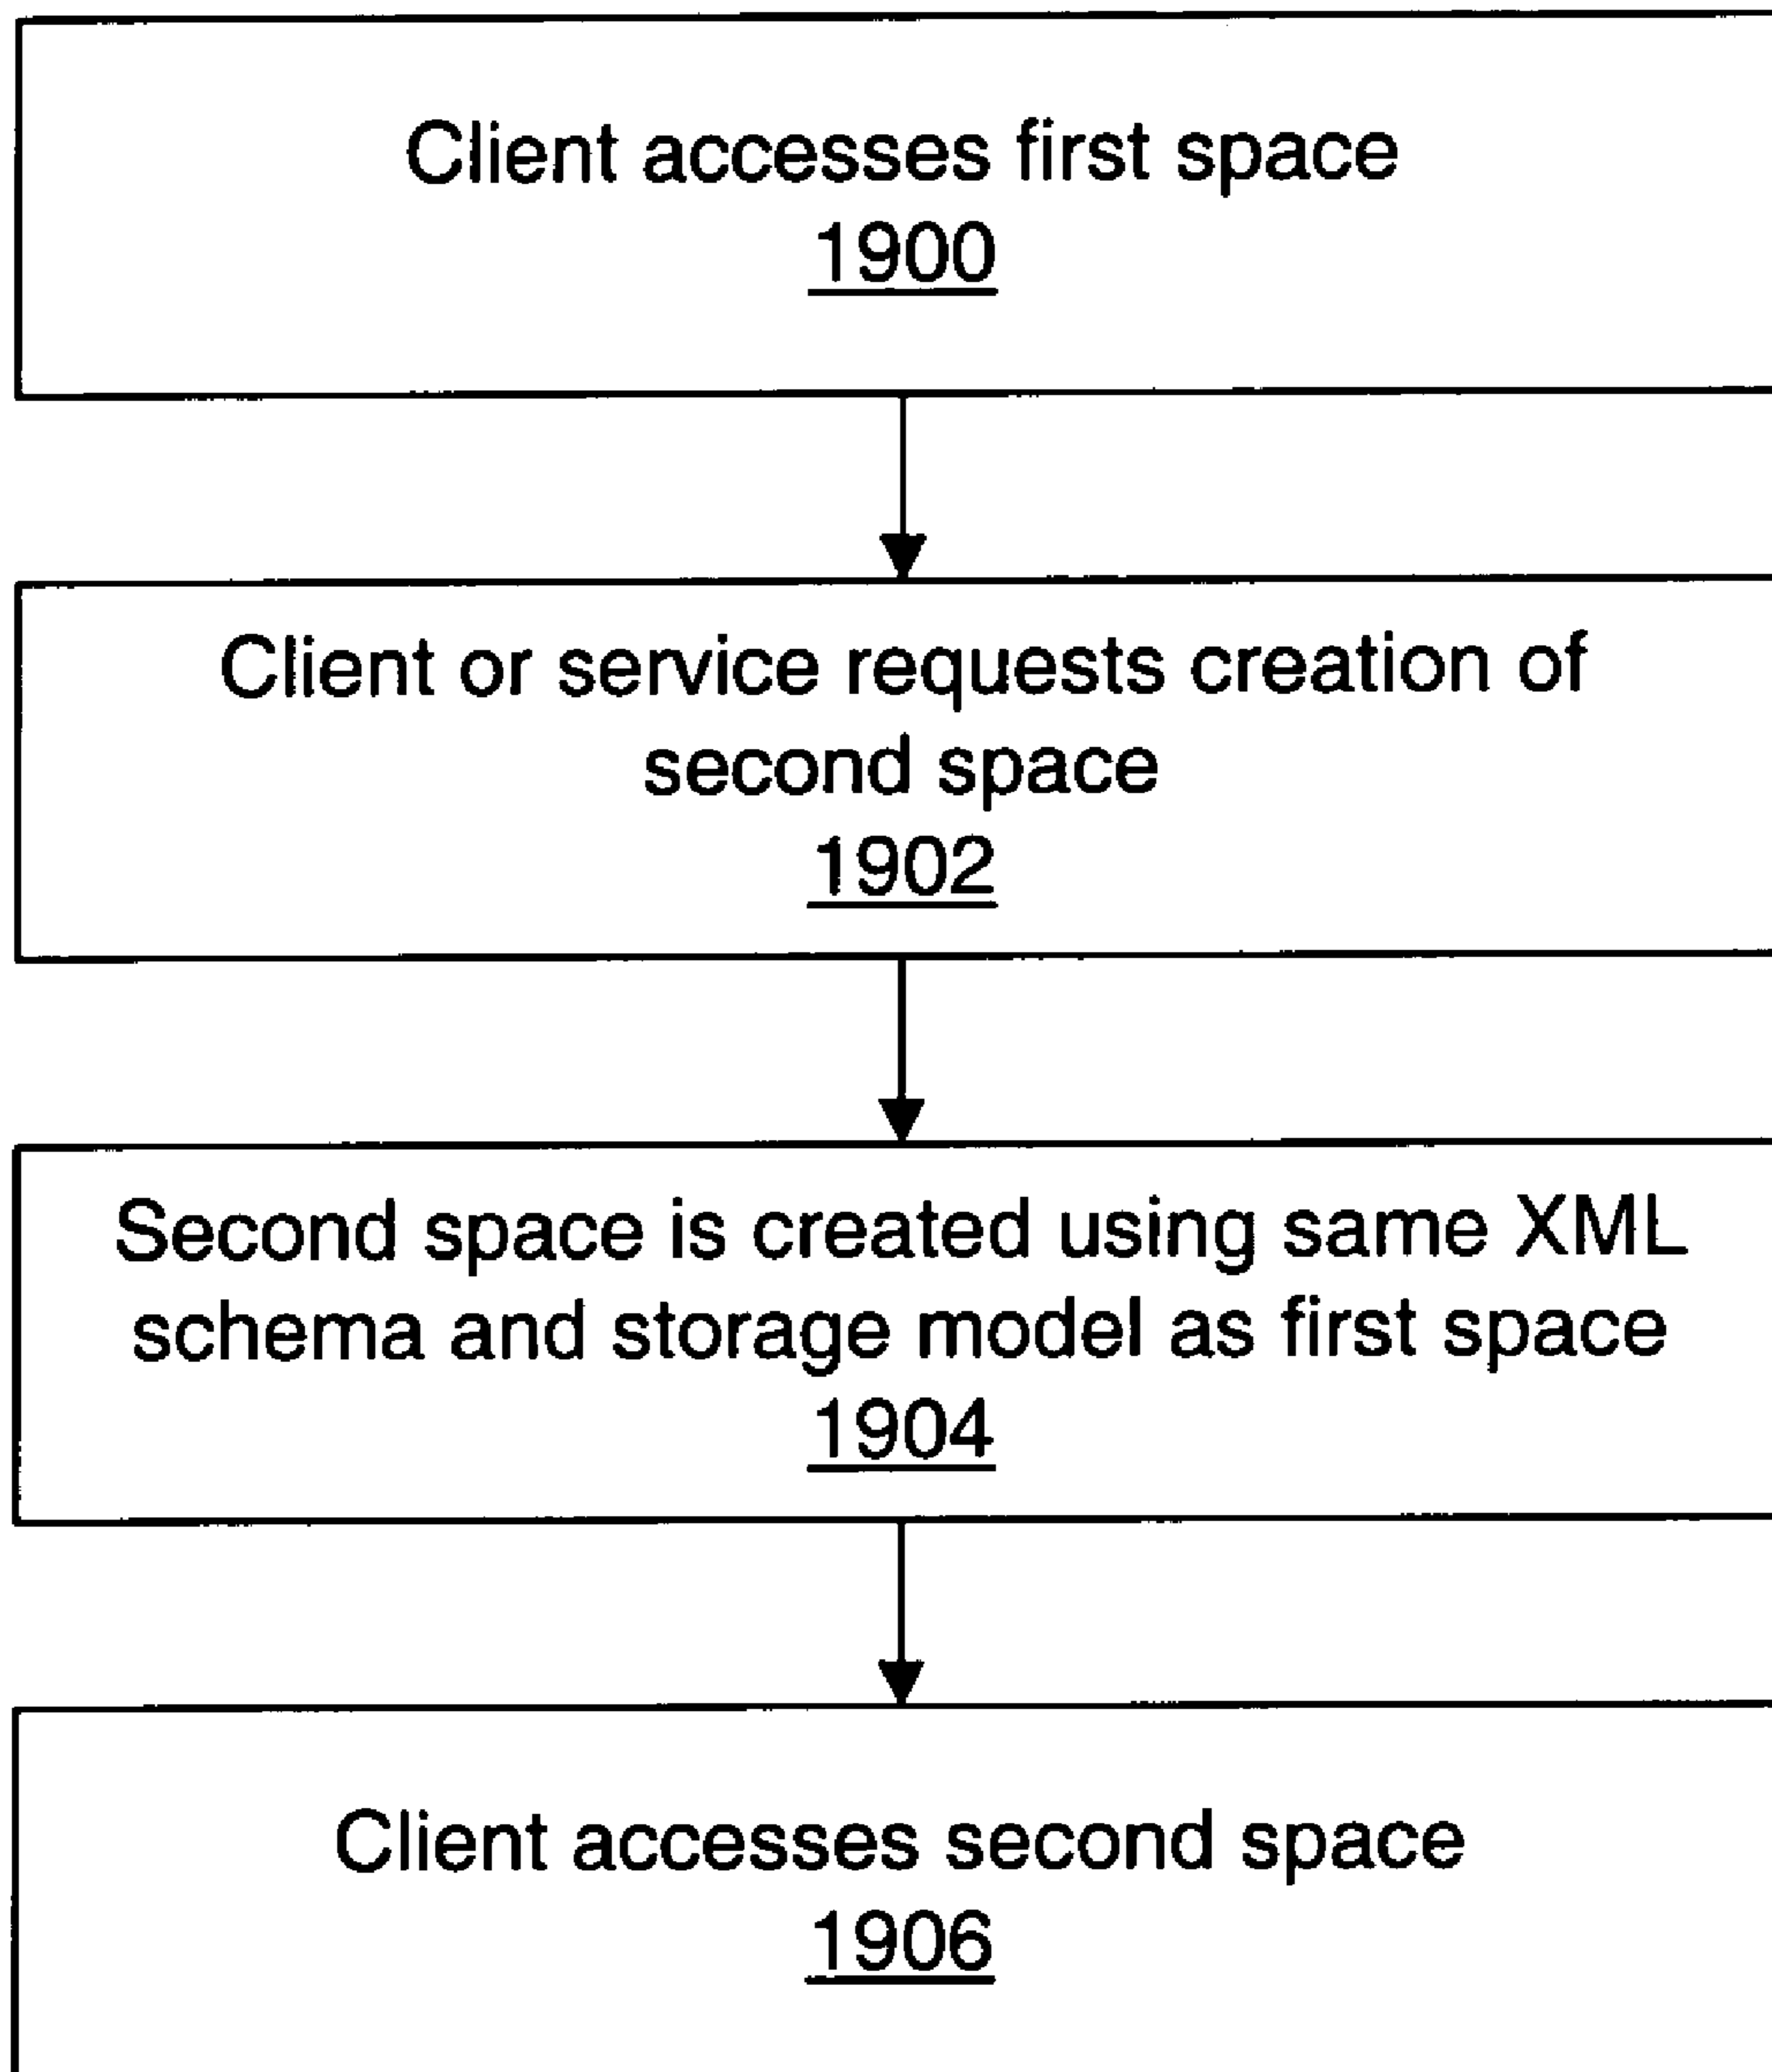 Client accesses first space
1900
Client or service requests creation of
second space
1902
Second space is created using same XML
schema and storage model as first space
1904
Client accesses second space
1906